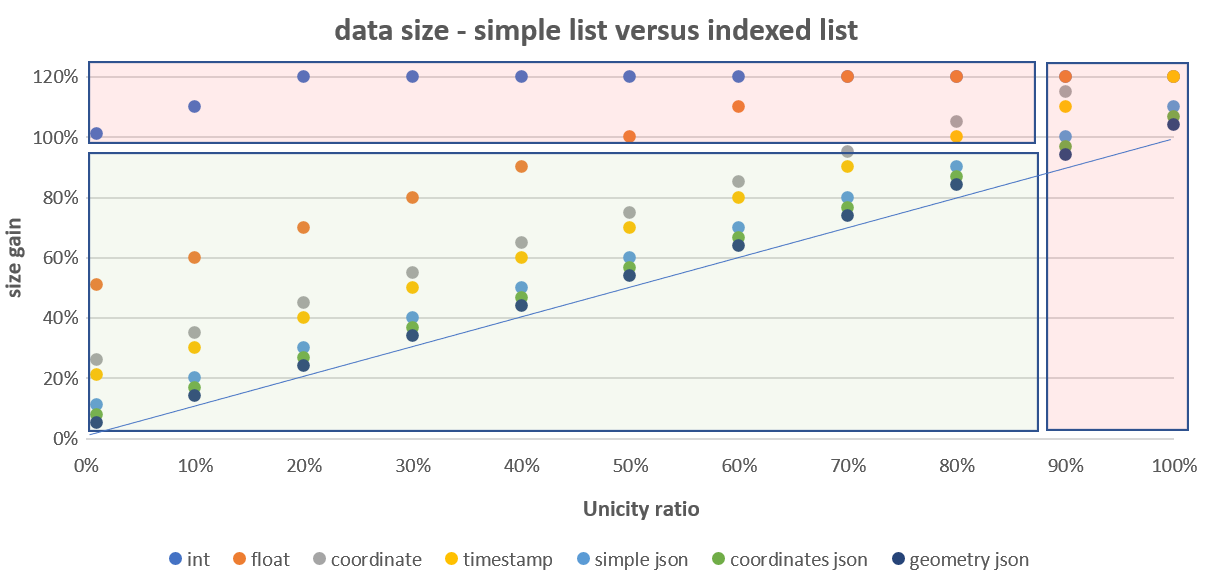 data size - simple list versus indexed list
120%
100%
80%
60%
40%
20%
0%
size gain
0% 10% 20% 30% 40% 50% 60% 70% 80% 90% 100%
Unicity ratio
int float coordinate timestamp simple json coordinates json geometry json